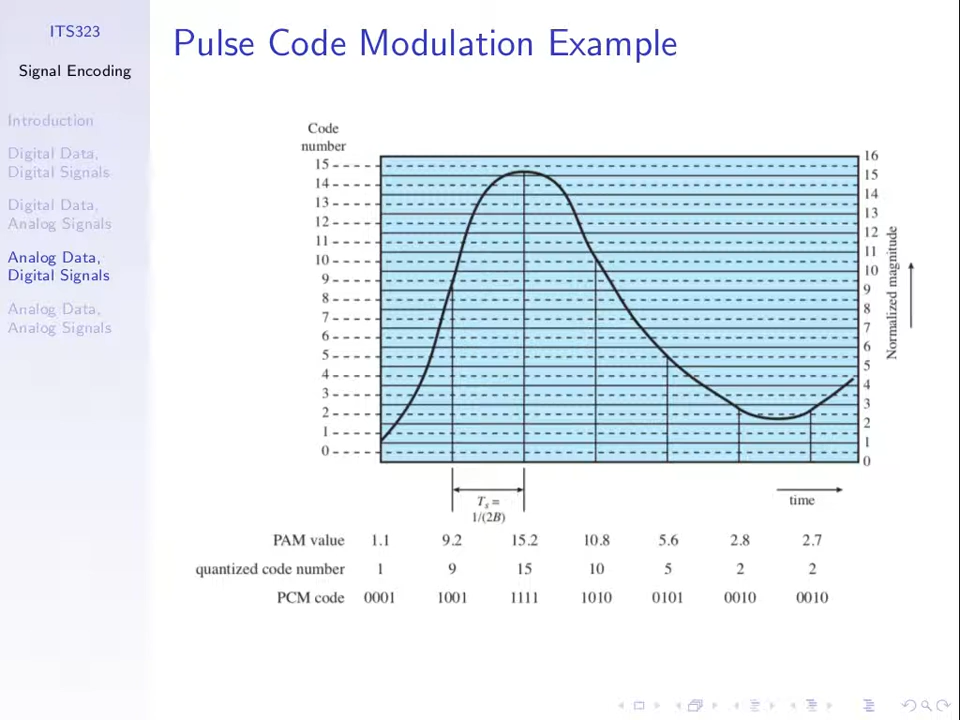 ITS323
Signal Encoding
Introduction
Digital Data,
Digital Signals
Digital Data,
Analog Signals
Analog Data,
Digital Signals
Analog Data,
Analog Signals
Pulse Code Modulation Example
Code
number
15
14
13
12
11
10
9
8
7
6
5
4
3
2
1
0
16
15
14
13
12
11
10
9
8
7
6
5
4
3
2
1
0
Normalized magnitude
Ts =
1/(2B)
time
PAM value 1.1 9.2 15.2 10.8 5.6 2.8 2.7
quantized code number 1 9 15 10 5 2 2
PCM code 0001 1001 1111 1010 0101 0010 0010